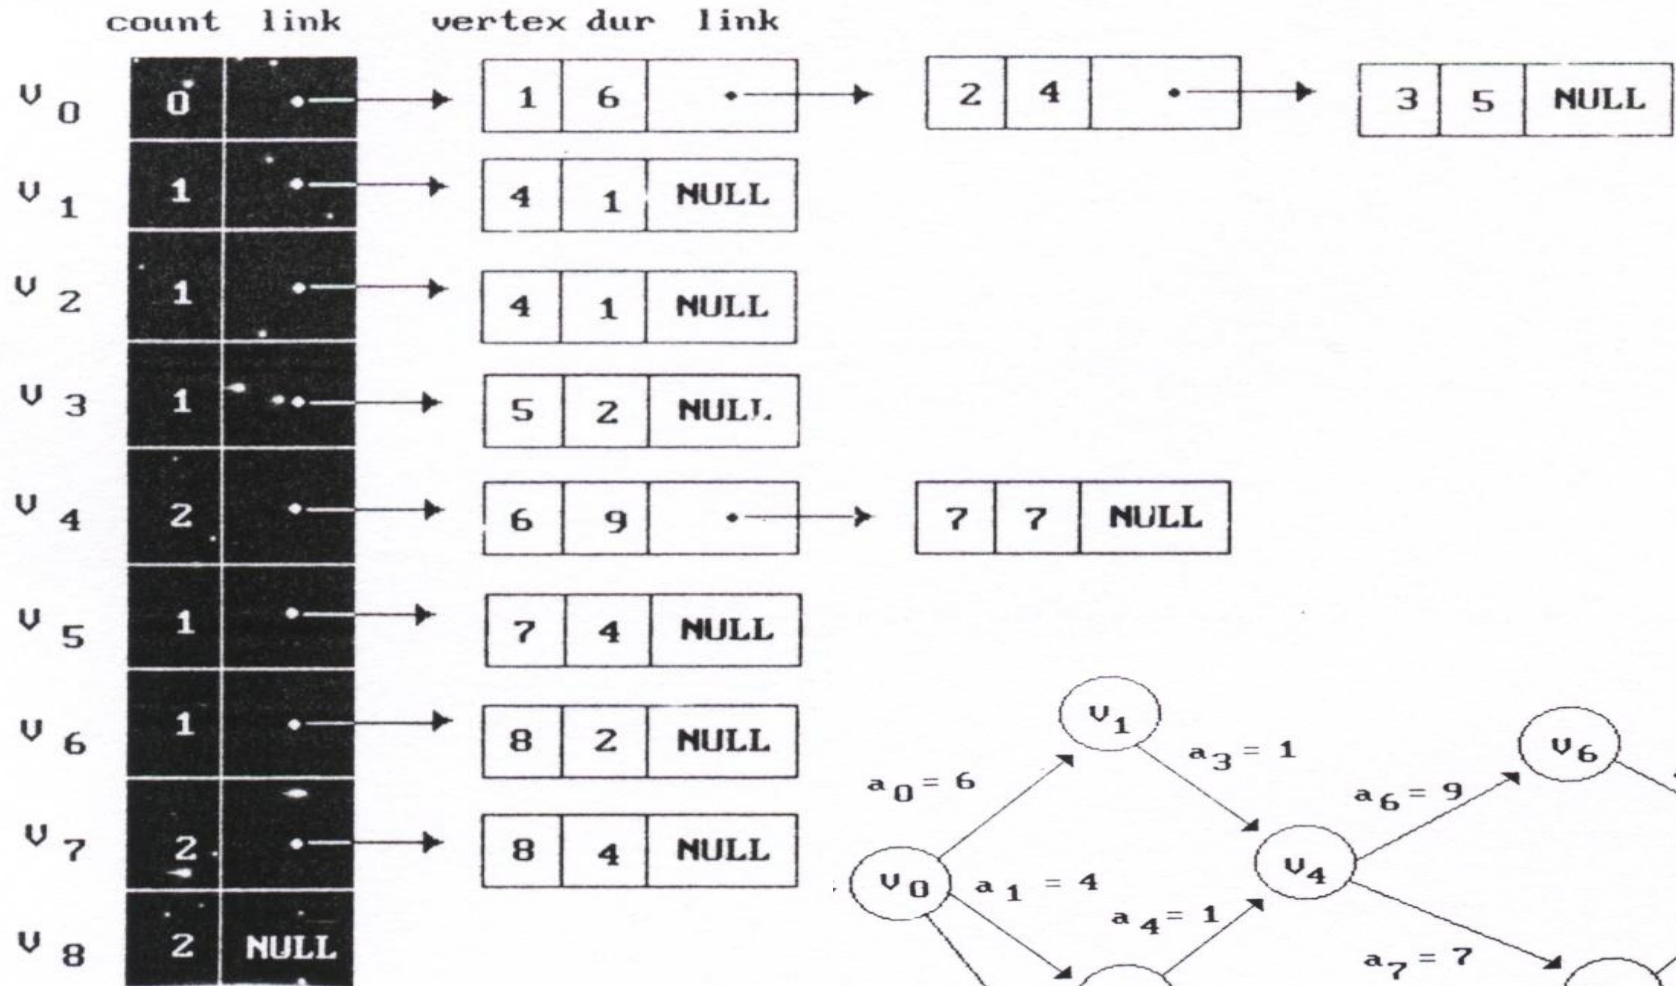 count link vertex dur link
V0 0 1 6 2 4 3 5 NULL
V1 1 4 1 NULL
V2 1 4 1 NULL
V3 1 5 2 NULL
V4 2 6 9 7 7 NULL
V5 1 7 4 NULL
V6 1 8 2 NULL
V7 2 8 4 NULL
V8 2 NULL
V1
V6
a3 = 1
a0 = 6
a6 = 9
V4
V0
a1 = 4
a4 = 1
a7 = 7